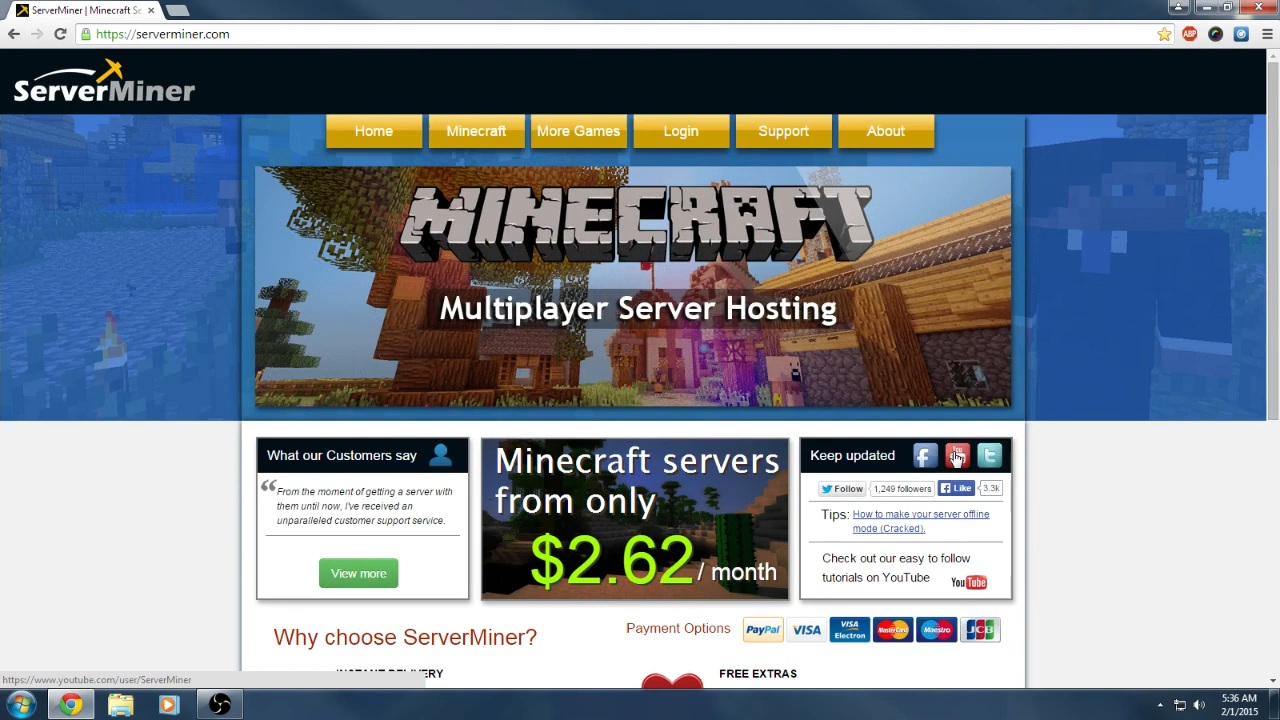 ServerMiner | Minecraft Se
https://serverminer.com
ABP
ServerMiner
Home
Minecraft
More Games
Login
Support
About
MINECRAFT
Multiplayer Server Hosting
What our Customers say
From the moment of getting a server with
them until now, I've received an
unparalleled customer support service.
View more
Minecraft servers
from only
$2.62 / month
Keep updated
Follow
1,249 followers
Like
3.3k
Tips: How to make your server offline
mode (Cracked).
Check out our easy to follow
tutorials on YouTube
YouTube
Why choose ServerMiner?
Payment Options
PayPal
VISA
VISA
Electron
MasterCard
Maestro
JCB
INSTANT DELIVERY
FREE EXTRAS
https://www.youtube.com/user/ServerMiner
5:36 AM
2/1/2015